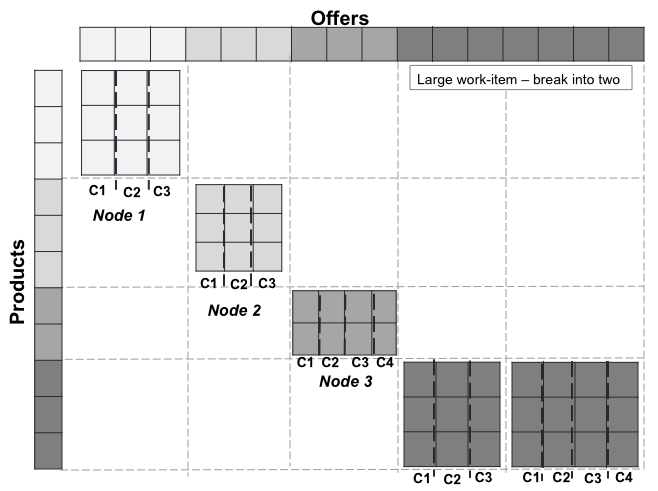 Offers
Large work-item – break into two
Products
C1 C2 C3
Node 1
C1 C2 C3
Node 2
C1 C2 C3 C4
Node 3
C1 C2 C3
C1 C2 C3 C4